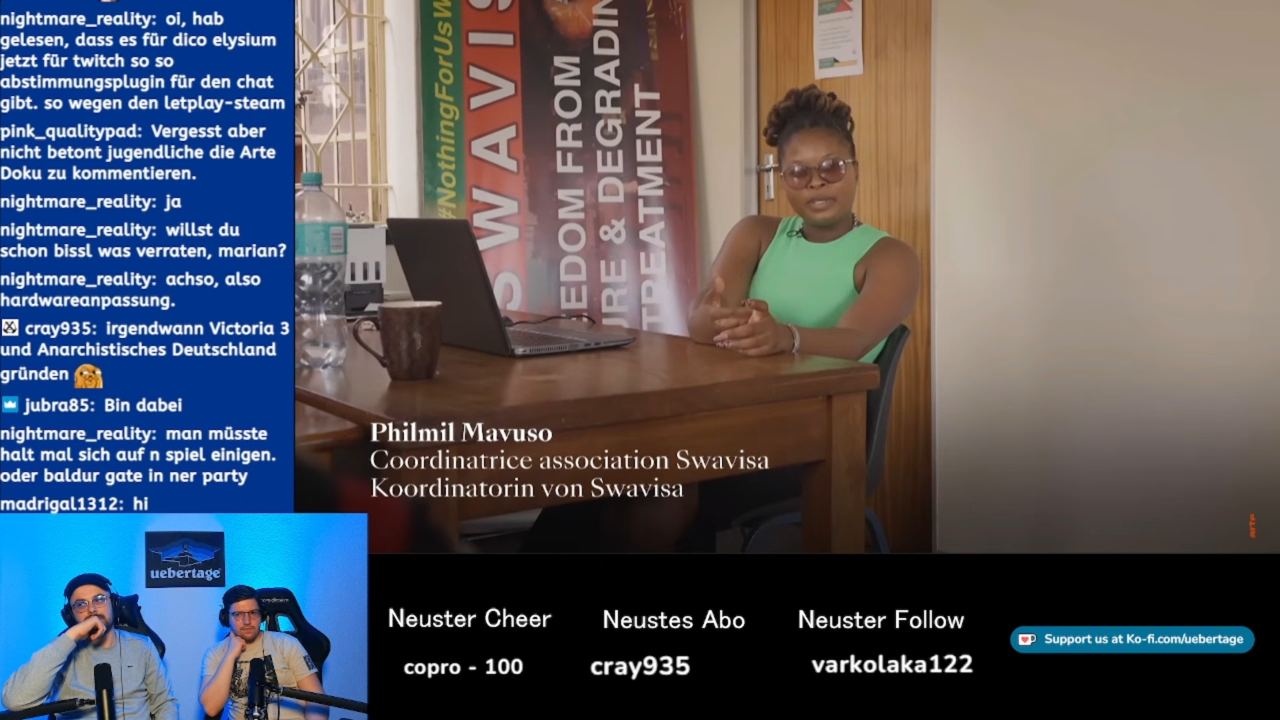 nightmare_reality: oi, hab
gelesen, dass es für dico elysium
jetzt für twitch so so
abstimmungsplugin für den chat
gibt. so wegen den letplay-steam
pink_qualitypad: Vergesst aber
nicht betont jugendliche die Arte
Doku zu kommentieren.
nightmare_reality: ja
nightmare_reality: willst du
schon bissl was verraten, marian?
nightmare_reality: achso, also
hardwareanpassung.
cray935: irgendwann Victoria 3
und Anarchistisches Deutschland
gründen
jubra85: Bin dabei
nightmare_reality: man müsste
halt mal sich auf n spiel einigen.
oder baldur gate in ner party
madrigal1312: hi
#NothingForUsW
SWAVIS
EDOM FROM
URE & DEGRADIN
TREATMENT
Philmil Mavuso
Coordinatrice association Swavisa
Koordinatorin von Swavisa
arte
uebertage
Neuster Cheer
copro - 100
Neustes Abo
cray935
Neuster Follow
varkolaka122
Support us at Ko-fi.com/uebertage